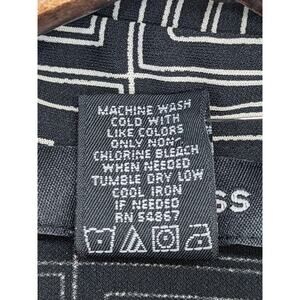 MACHINE WASH
COLD WITH
LIKE COLORS
ONLY NON-
CHLORINE BLEACH
WHEN NEEDED
TUMBLE DRY LOW
COOL IRON
IF NEEDED
RN 54867
SS